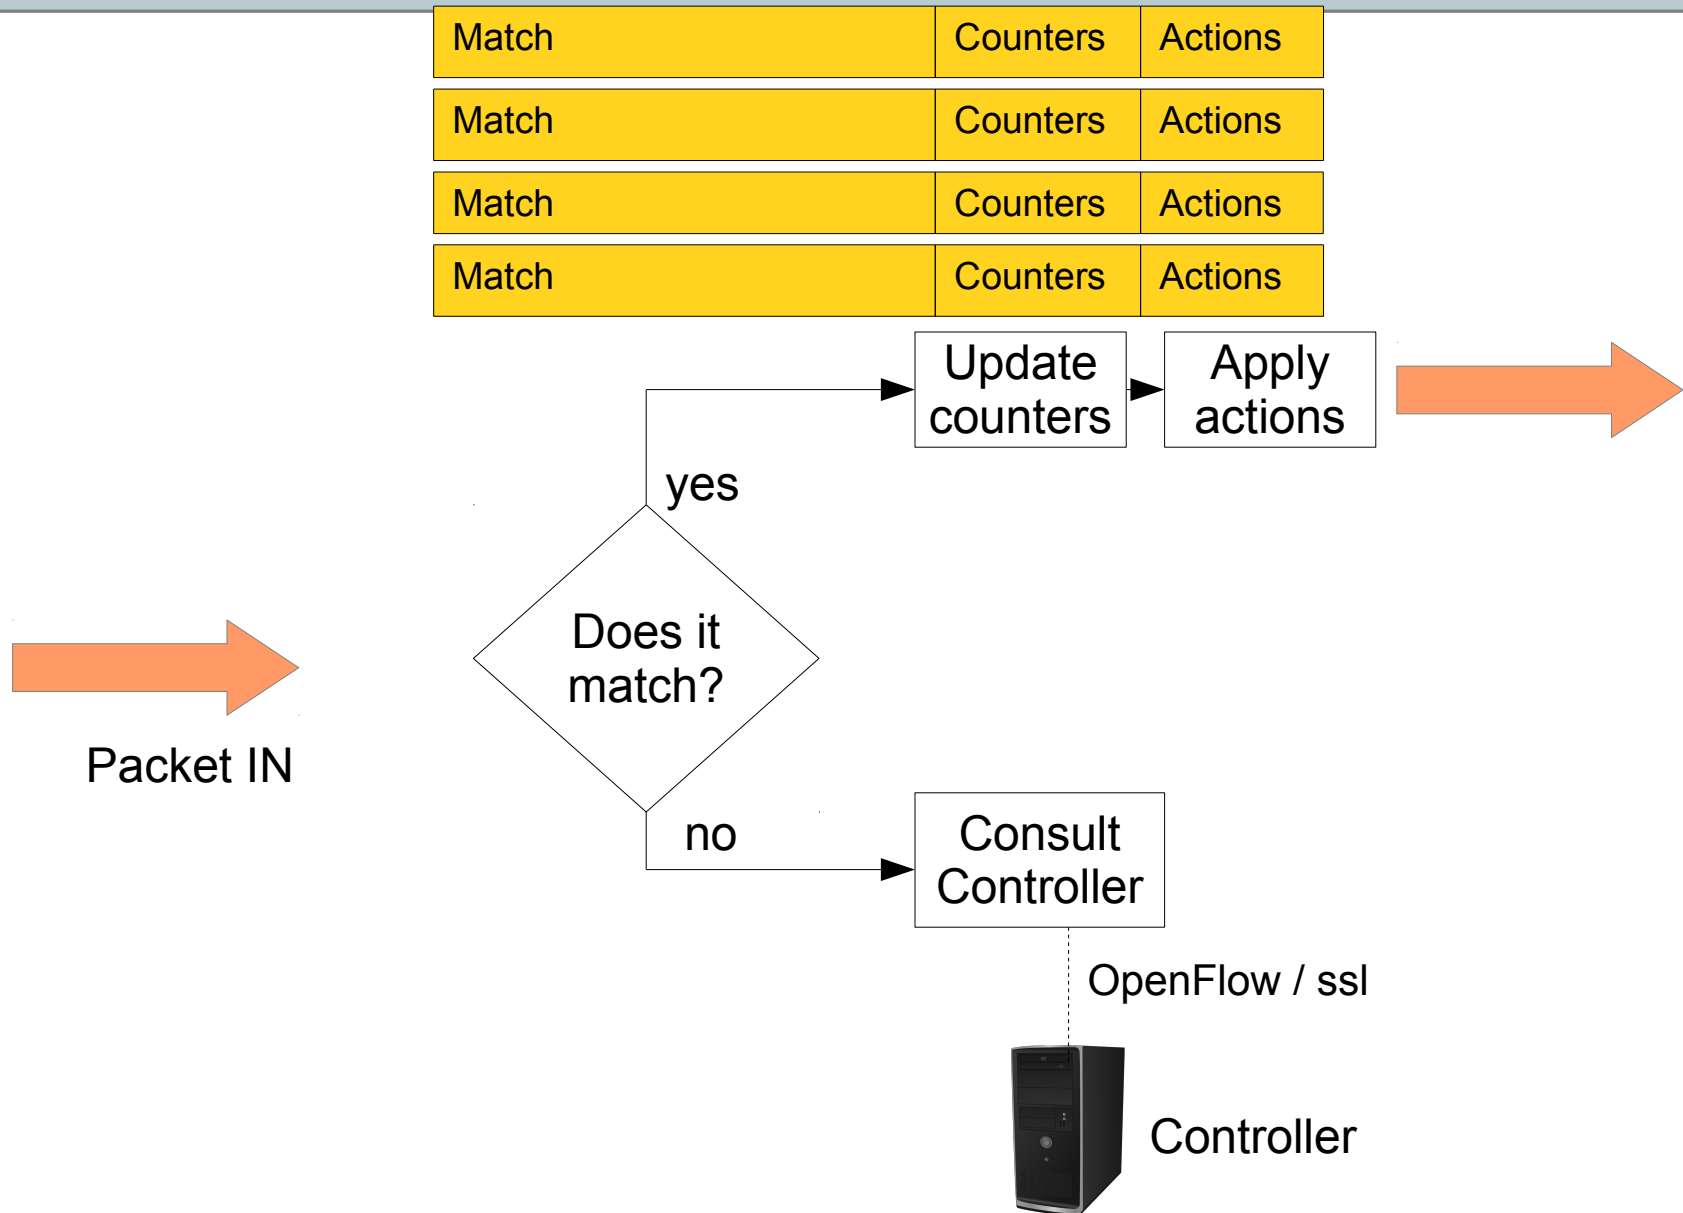 Match Counters Actions
Match Counters Actions
Match Counters Actions
Match Counters Actions
Update
counters
Apply
actions
yes
Does it
match?
Packet IN
no
Consult
Controller
OpenFlow / ssl
Controller